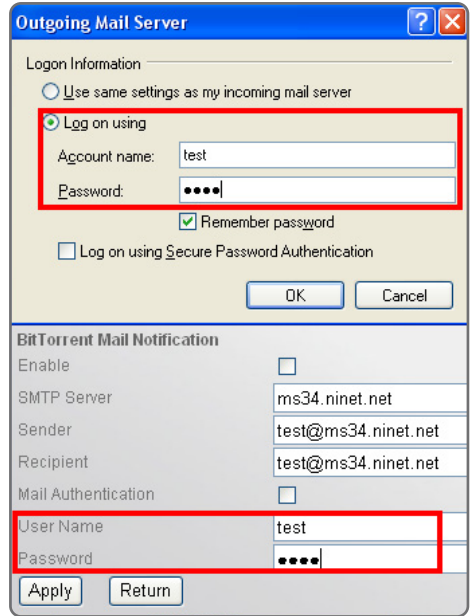 Outgoing Mail Server
Logon Information
Use same settings as my incoming mail server
Log on using
Account name: test
Password: ●●●●
Remember password
Log on using Secure Password Authentication
OK Cancel
BitTorrent Mail Notification
Enable
SMTP Server ms34.ninet.net
Sender test@ms34.ninet.net
Recipient test@ms34.ninet.net
Mail Authentication
User Name test
Password ●●●●
Apply Return